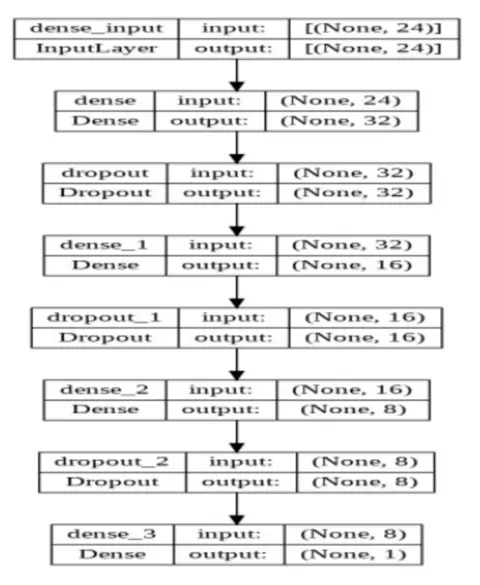 dense_input input: [(None, 24)]
InputLayer output: [(None, 24)]
dense input: (None, 24)
Dense output: (None, 32)
dropout input: (None, 32)
Dropout output: (None, 32)
dense_1 input: (None, 32)
Dense output: (None, 16)
dropout_1 input: (None, 16)
Dropout output: (None, 16)
dense_2 input: (None, 16)
Dense output: (None, 8)
dropout_2 input: (None, 8)
Dropout output: (None, 8)
dense_3 input: (None, 8)
Dense output: (None, 1)